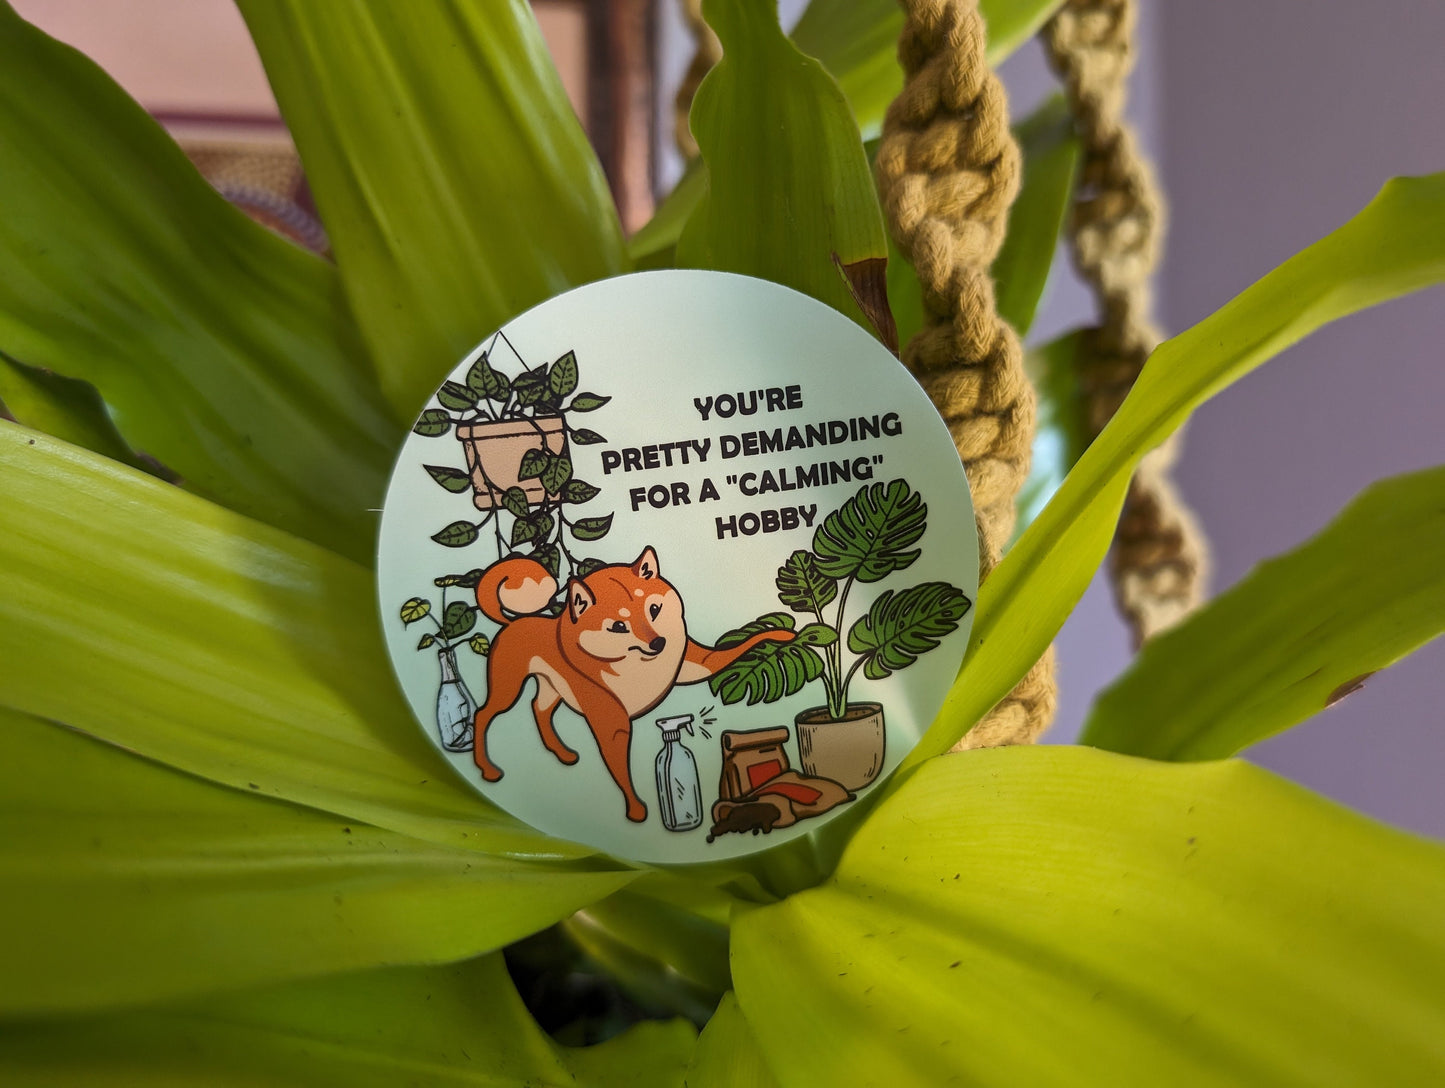 YOU'RE
PRETTY DEMANDING
FOR A "CALMING"
HOBBY